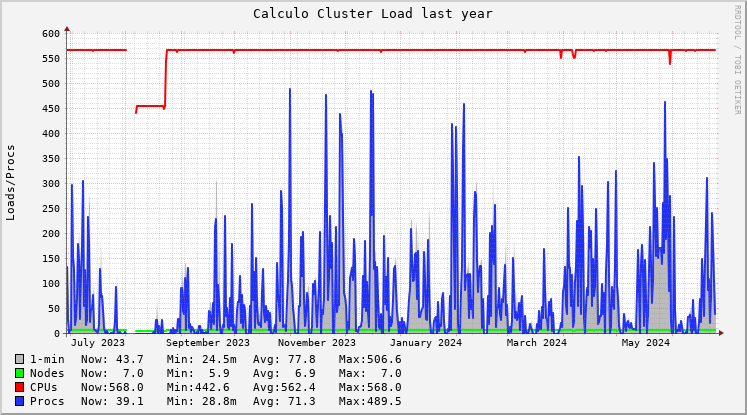 Calculo Cluster Load last year
RRDTOOL / TOBI OETIKER
Loads/Procs
600
550
500
450
400
350
300
250
200
150
100
50
0
July 2023 September 2023 November 2023 January 2024 March 2024 May 2024
1-min Now: 43.7 Min: 24.5m Avg: 77.8 Max:506.6
Nodes Now: 7.0 Min: 5.9 Avg: 6.9 Max: 7.0
CPUs Now:568.0 Min:442.6 Avg:562.4 Max:568.0
Procs Now: 39.1 Min: 28.8m Avg: 71.3 Max:489.5